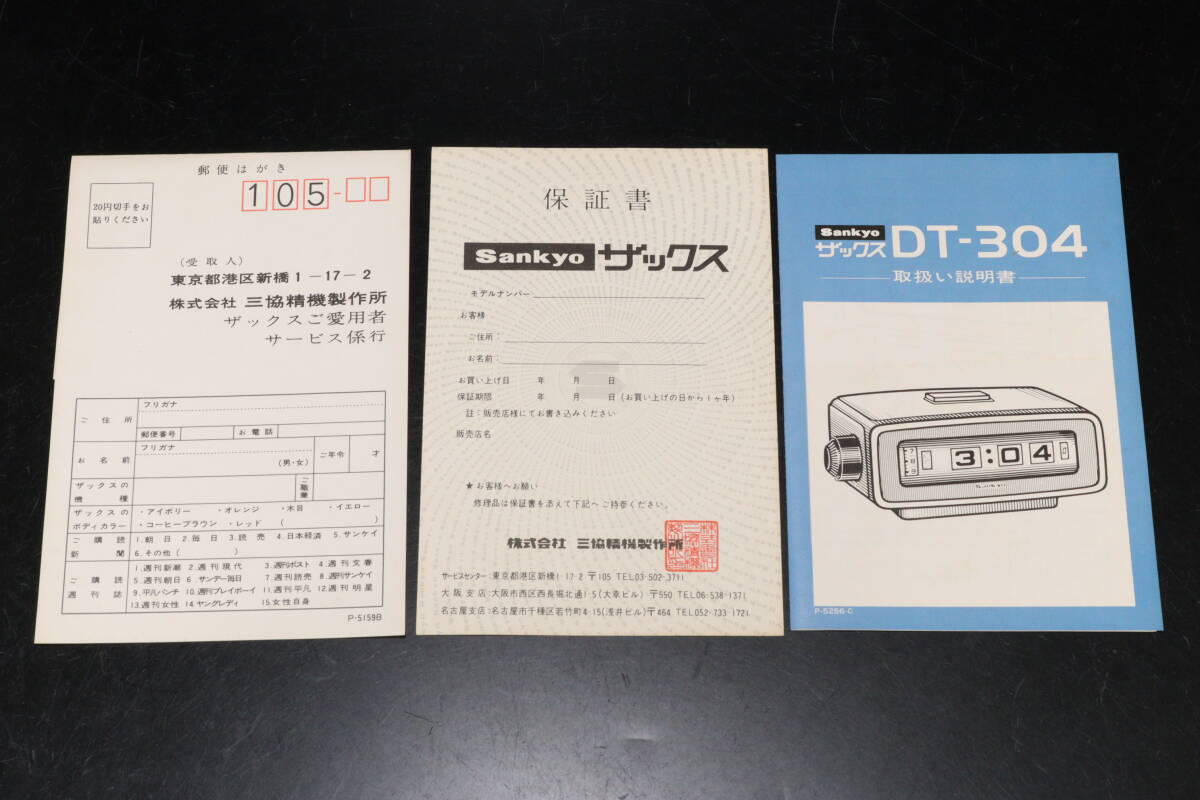 郵便はがき
105-
20円切手をお
貼りください
(受取人)
東京都港区新橋1-17-2
株式会社 三協精機製作所
ザックスご愛用者
サービス係行
ご住所
フリガナ
郵便番号
お電話
お名前
フリガナ
(男・女)
ご年令
才
ザックスの
機種
ご職業
ザックスの
ボディカラー
・アイボリー ・オレンジ ・木目 ・イエロー
・コーヒーブラウン ・レッド ( )
ご購読
新聞
1.朝日 2.毎日 3.読売 4.日本経済 5.サンケイ
6.その他( )
ご購読
週刊誌
1.週刊新潮 2.週刊現代 3.週刊ポスト 4.週刊文春
5.週刊朝日 6.サンデー毎日 7.週刊読売 8.週刊サンケイ
9.平凡パンチ 10.週刊プレイボーイ 11.週刊平凡 12.週刊明星
13.週刊女性 14.ヤングレディ 15.女性自身
P-5159B
保証書
Sankyo ザックス
モデルナンバー
お客様
ご住所:
お名前:
お買い上げ日 年 月 日
保証期限 年 月 日(お買い上げの日から1ヶ年)
註:販売店様にてお書き込みください
販売店名
★お客様へお願い
修理品は保証書を添えて下記へご持参ください。
株式会社 三協精機製作所
サービスセンター:東京都港区新橋1-17-2 〒105 TEL03-502-3711
大阪支店:大阪市西区西長堀北通1-5(大幸ビル)〒550 TEL06-538-1371
名古屋支店:名古屋市千種区若竹町4-15(浅井ビル)〒464 TEL052-733-1721
Sankyo
ザックス DT-304
取扱い説明書
7
8
9
3:04
Sankyo
P-5256-C